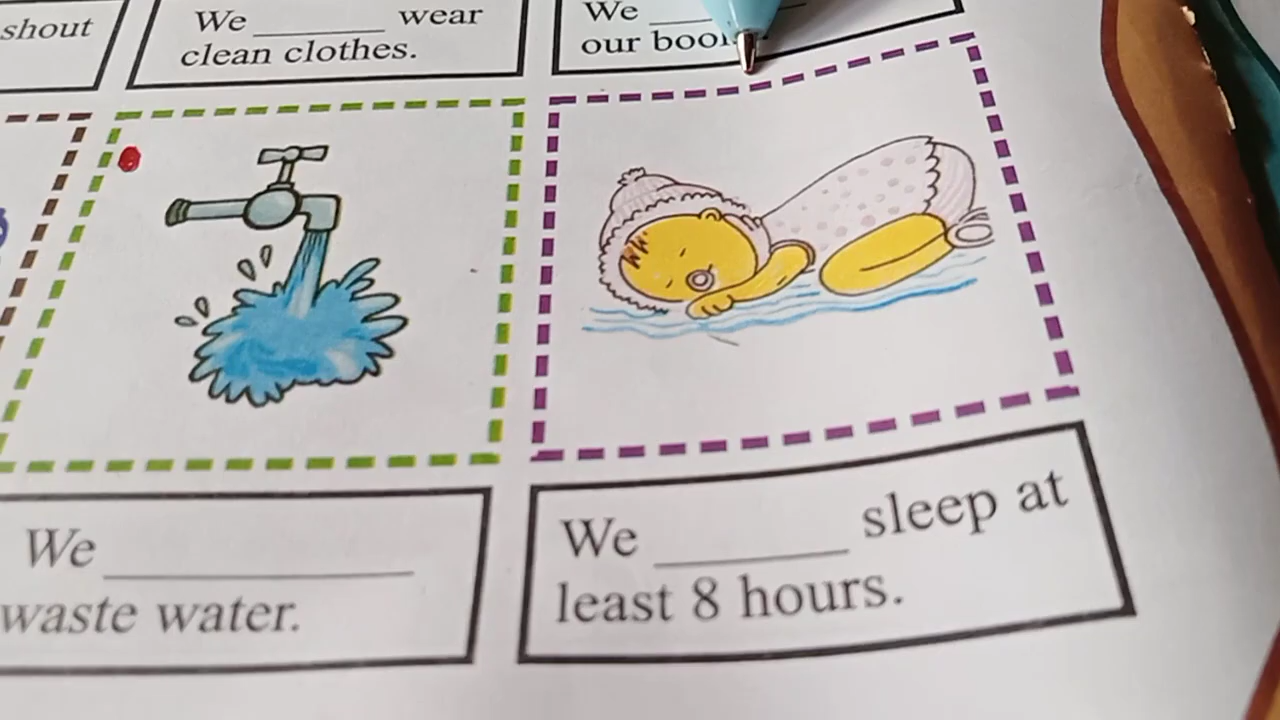 shout
We ________ wear
clean clothes.
We ________
our
We ________
waste water.
We ________ sleep at
least 8 hours.